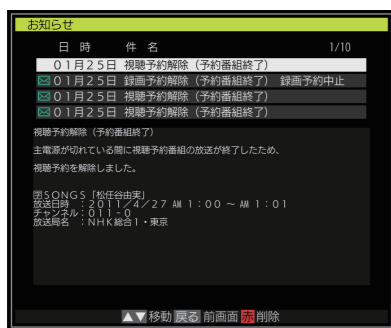 お知らせ
日 時 件 名 1/10
01月25日 視聴予約解除（予約番組終了）
01月25日 録画予約解除（予約番組終了） 録画予約中止
01月25日 視聴予約解除（予約番組終了）
01月25日 視聴予約解除（予約番組終了）
視聴予約解除（予約番組終了）
主電源が切れている間に視聴予約番組の放送が終了したため、
視聴予約を解除しました。
🈑SONGS「松任谷由実」
放送日時 ：2011/4/27 AM 1:00 ～ AM 1:01
チャンネル：011-0
放送局名 ：NHK総合1・東京
▲▼移動 戻る 前画面 赤 削除